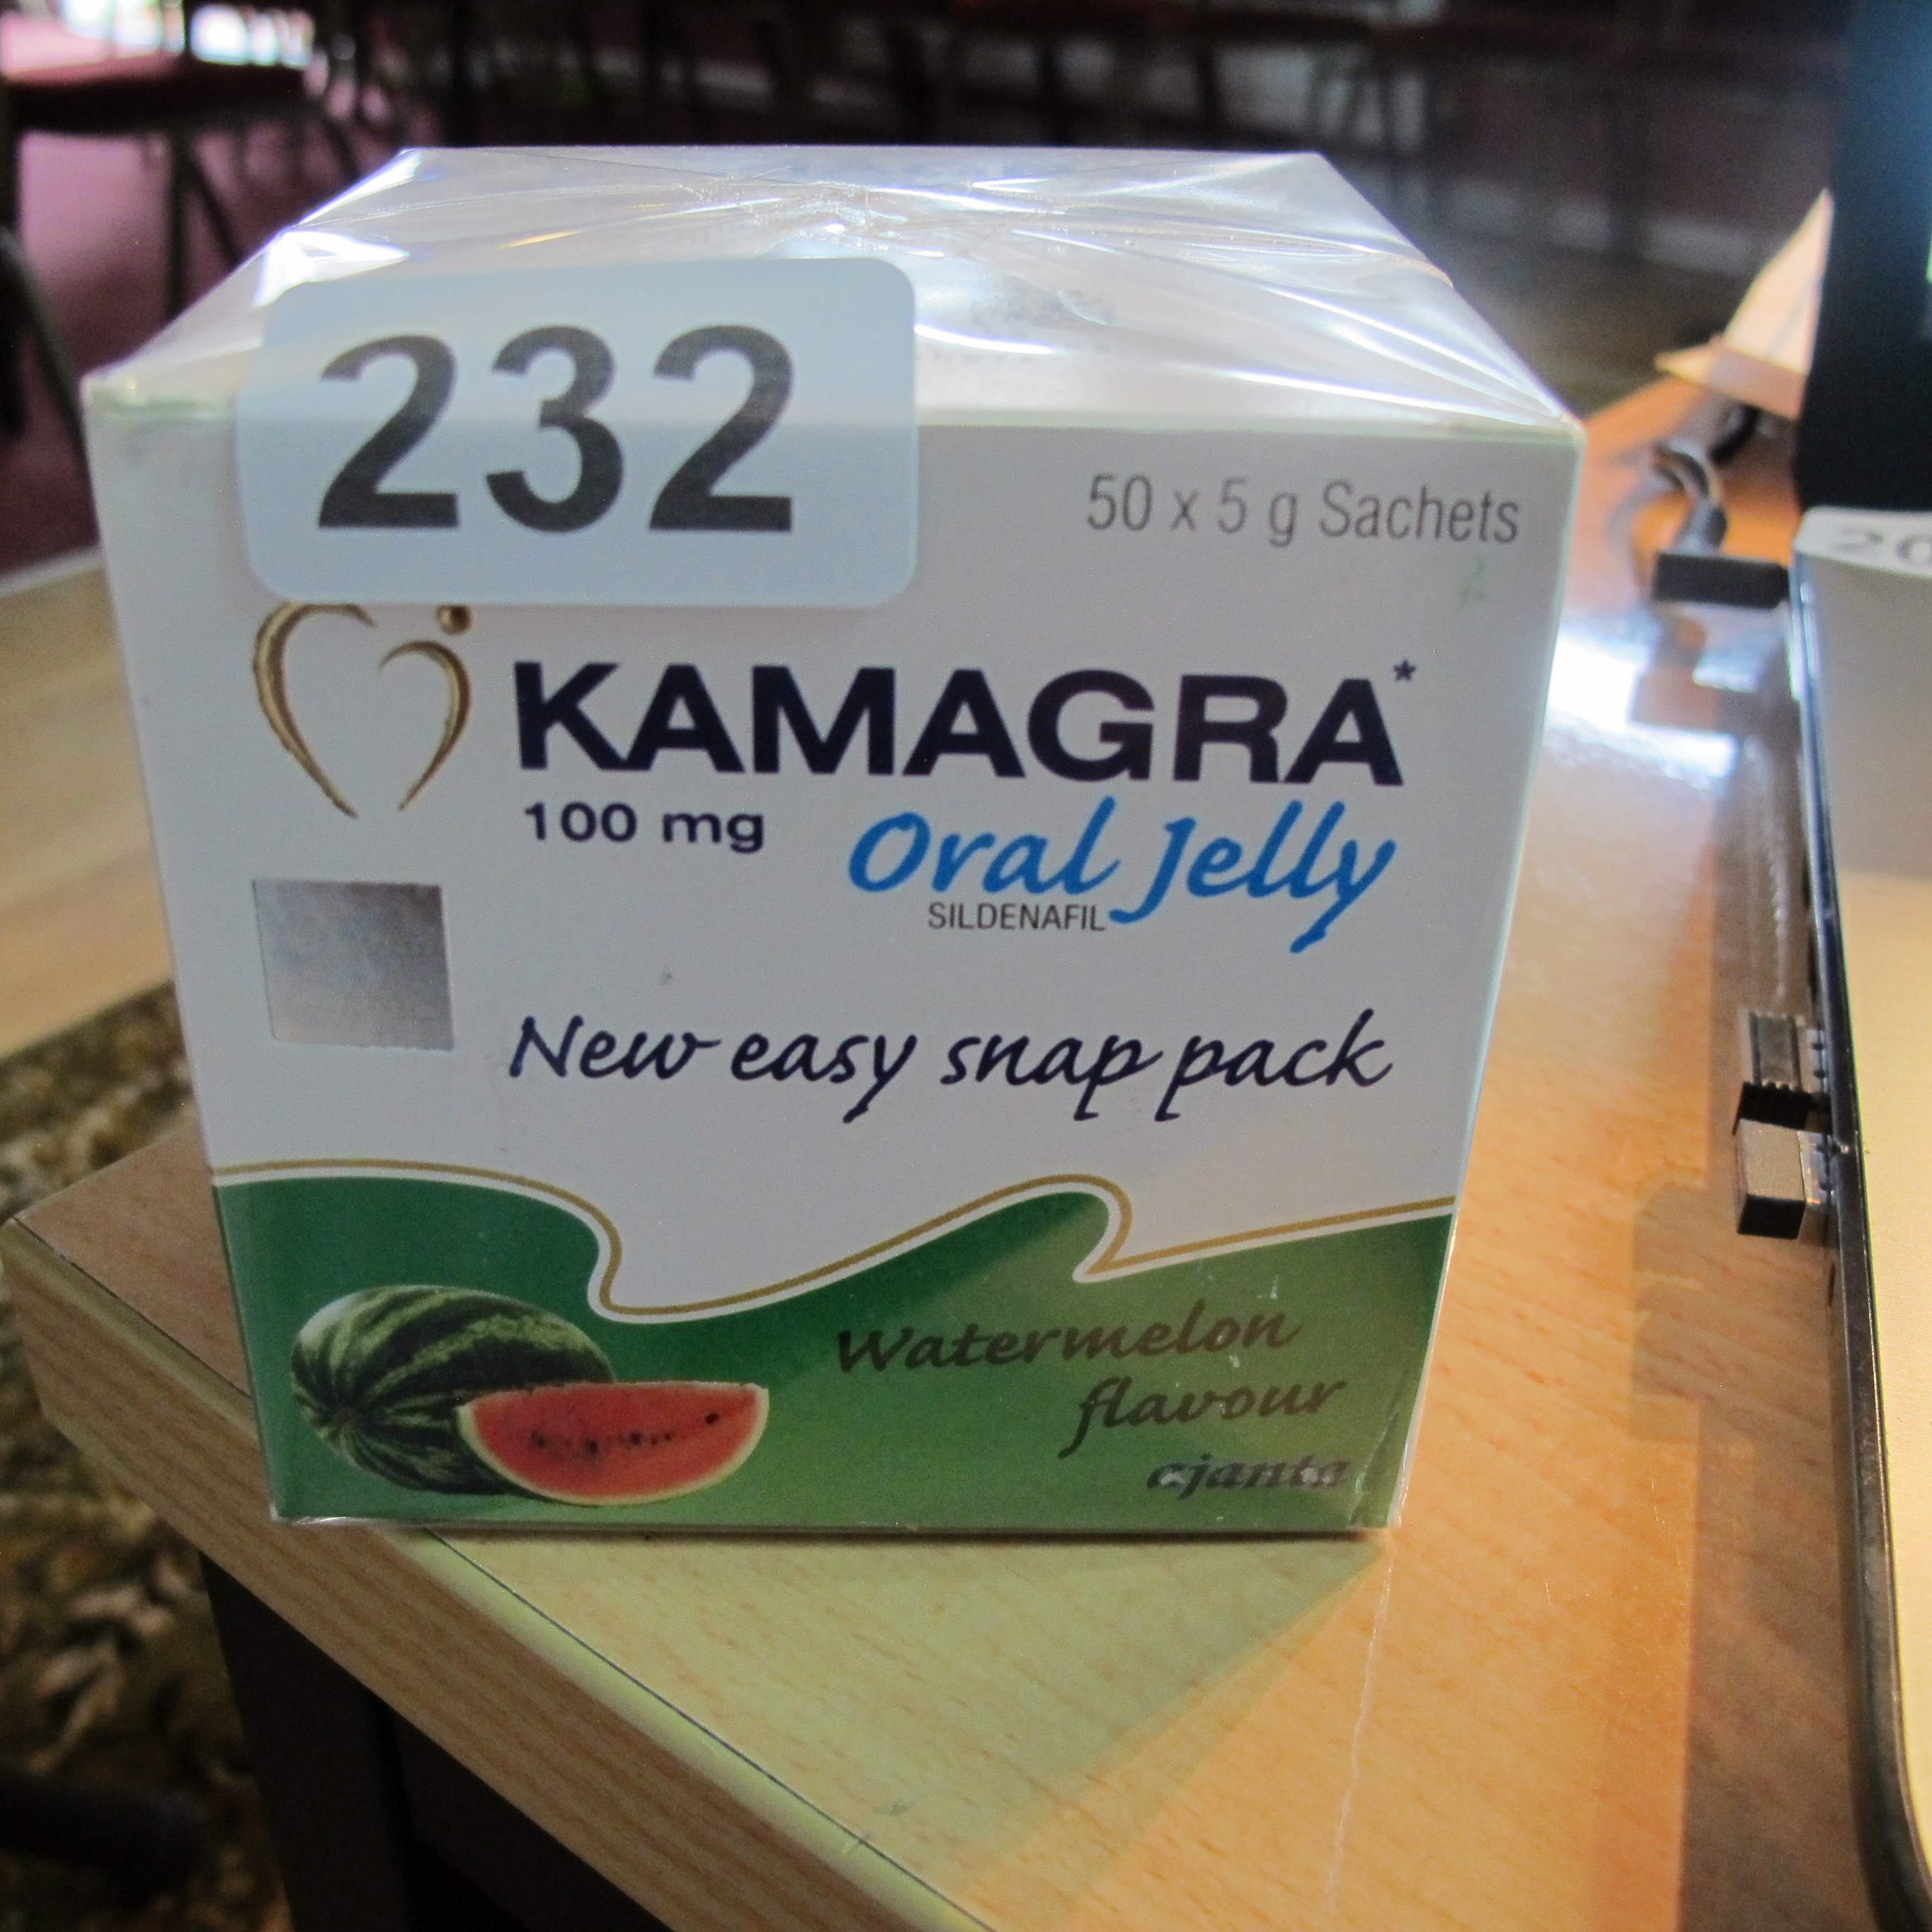 232
50 x 5 g Sachets
KAMAGRA*
100 mg
Oral Jelly
SILDENAFIL
New easy snap pack
Watermelon
flavour
ajanta